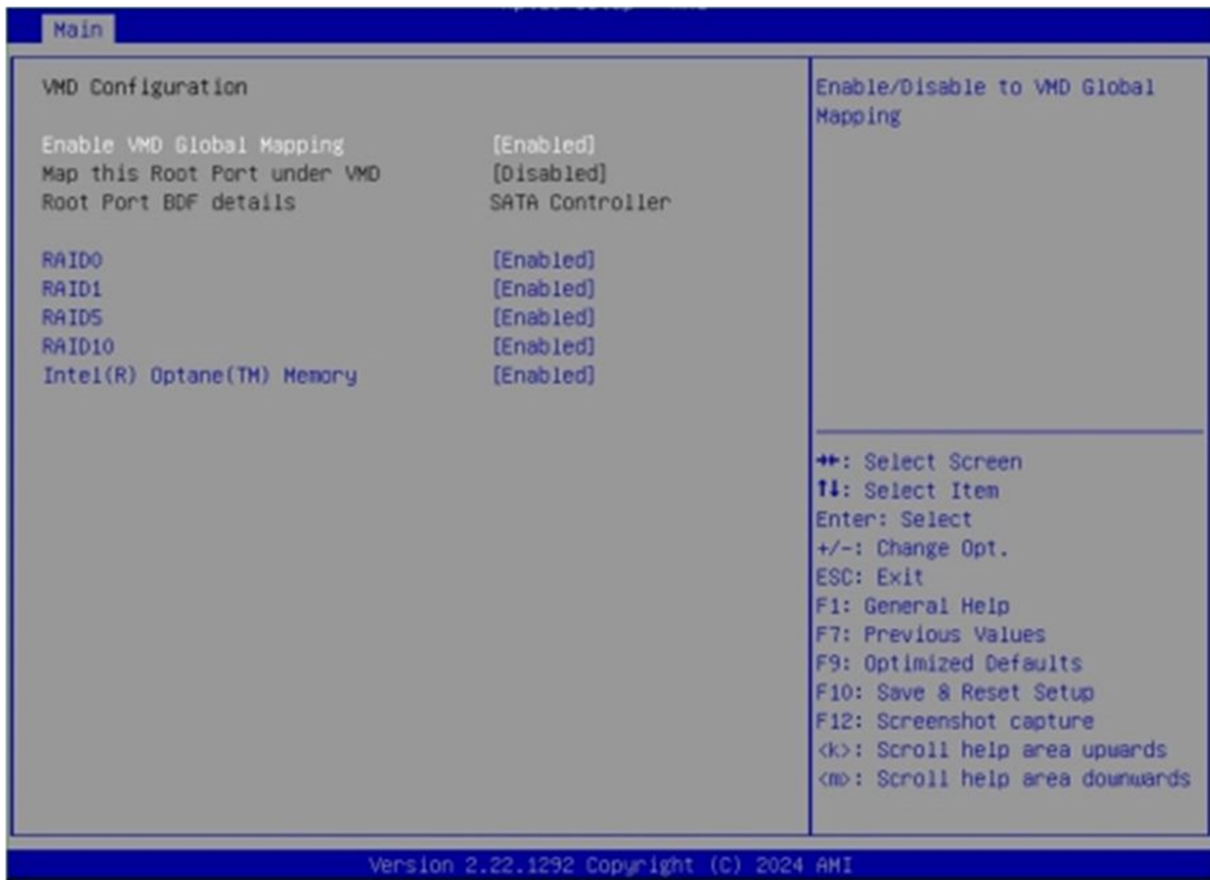 Main
VMD Configuration
Enable VMD Global Mapping [Enabled]
Map this Root Port under VMD [Disabled]
Root Port BDF details SATA Controller
RAID0 [Enabled]
RAID1 [Enabled]
RAID5 [Enabled]
RAID10 [Enabled]
Intel(R) Optane(TM) Memory [Enabled]
Enable/Disable to VMD Global
Mapping
→←: Select Screen
↑↓: Select Item
Enter: Select
+/-: Change Opt.
ESC: Exit
F1: General Help
F7: Previous Values
F9: Optimized Defaults
F10: Save & Reset Setup
F12: Screenshot capture
<k>: Scroll help area upwards
<m>: Scroll help area downwards
Version 2.22.1292 Copyright (C) 2024 AMI